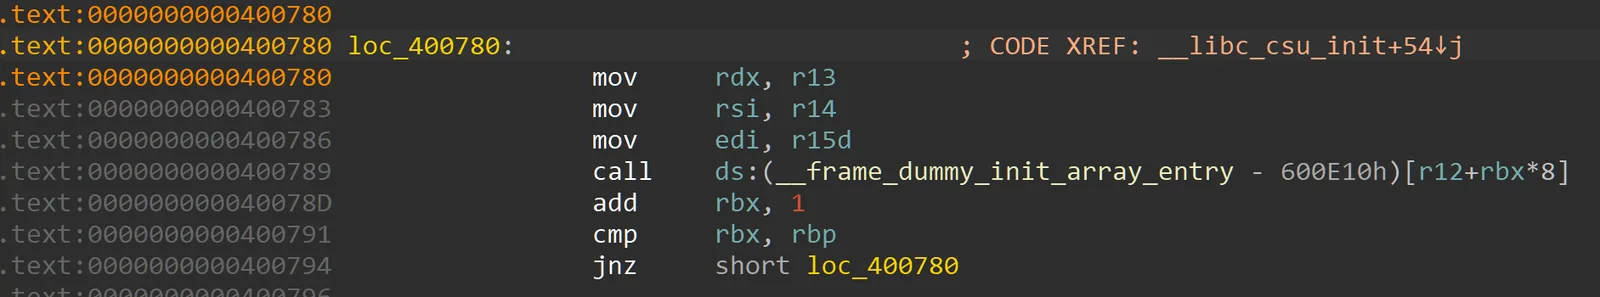 .text:0000000000400780
.text:0000000000400780 loc_400780: ; CODE XREF: __libc_csu_init+54↓j
.text:0000000000400780 mov rdx, r13
.text:0000000000400783 mov rsi, r14
.text:0000000000400786 mov edi, r15d
.text:0000000000400789 call ds:(__frame_dummy_init_array_entry - 600E10h)[r12+rbx*8]
.text:000000000040078D add rbx, 1
.text:0000000000400791 cmp rbx, rbp
.text:0000000000400794 jnz short loc_400780
.text:0000000000400796